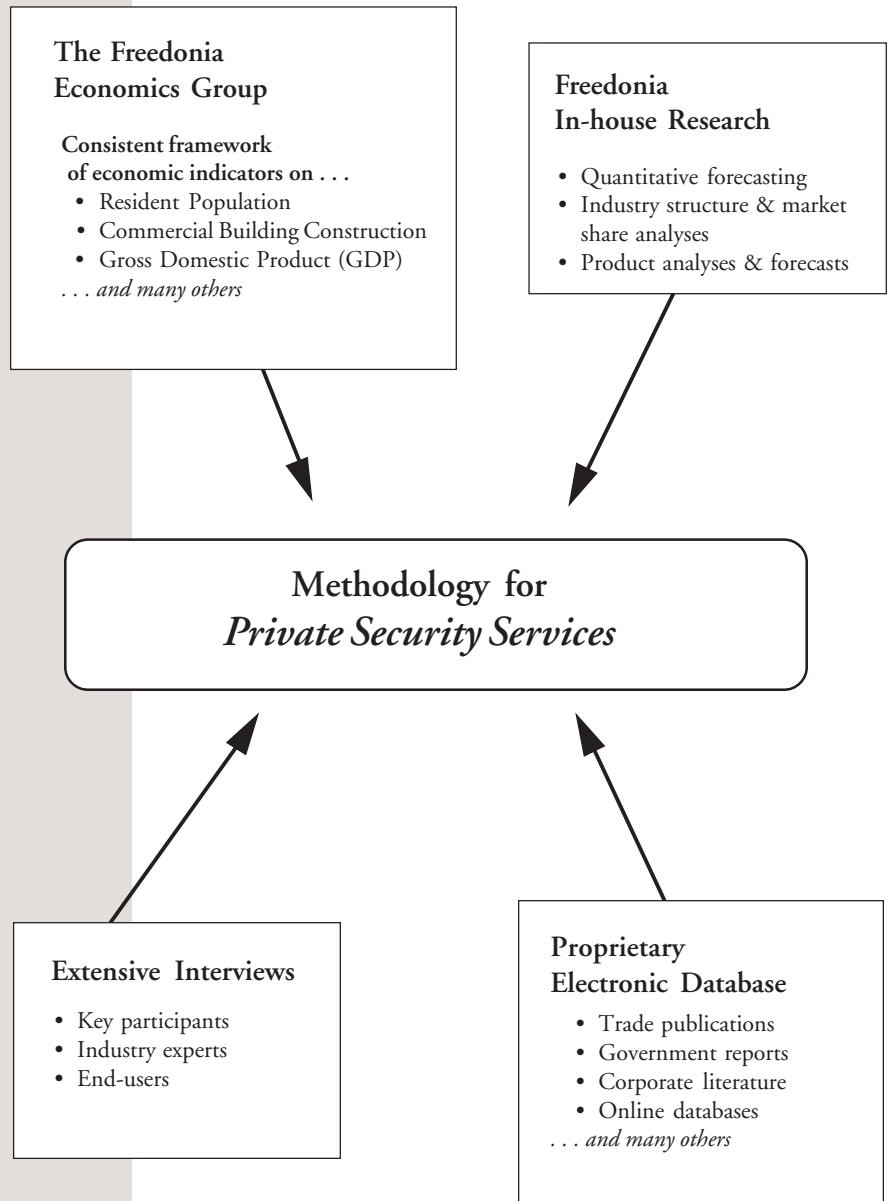 The Freedonia
Economics Group
Consistent framework
of economic indicators on . . .
• Resident Population
• Commercial Building Construction
• Gross Domestic Product (GDP)
. . . and many others
Freedonia
In-house Research
• Quantitative forecasting
• Industry structure & market
share analyses
• Product analyses & forecasts
Methodology for
Private Security Services
Extensive Interviews
• Key participants
• Industry experts
• End-users
Proprietary
Electronic Database
• Trade publications
• Government reports
• Corporate literature
• Online databases
. . . and many others